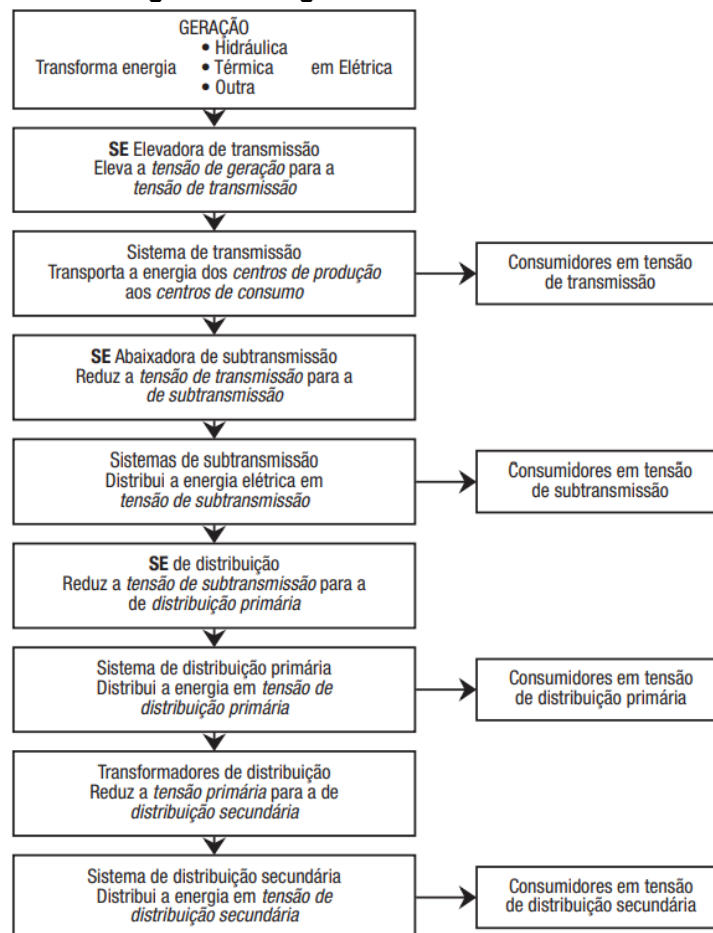 GERAÇÃO
• Hidráulica
Transforma energia • Térmica em Elétrica
• Outra
SE Elevadora de transmissão
Eleva a tensão de geração para a
tensão de transmissão
Sistema de transmissão
Transporta a energia dos centros de produção
aos centros de consumo
Consumidores em tensão
de transmissão
SE Abaixadora de subtransmissão
Reduz a tensão de transmissão para a
de subtransmissão
Sistemas de subtransmissão
Distribui a energia elétrica em
tensão de subtransmissão
Consumidores em tensão
de subtransmissão
SE de distribuição
Reduz a tensão de subtransmissão para a
de distribuição primária
Sistema de distribuição primária
Distribui a energia em tensão de
distribuição primária
Consumidores em tensão
de distribuição primária
Transformadores de distribuição
Reduz a tensão primária para a de
distribuição secundária
Sistema de distribuição secundária
Distribui a energia em tensão de
distribuição secundária
Consumidores em tensão
de distribuição secundária